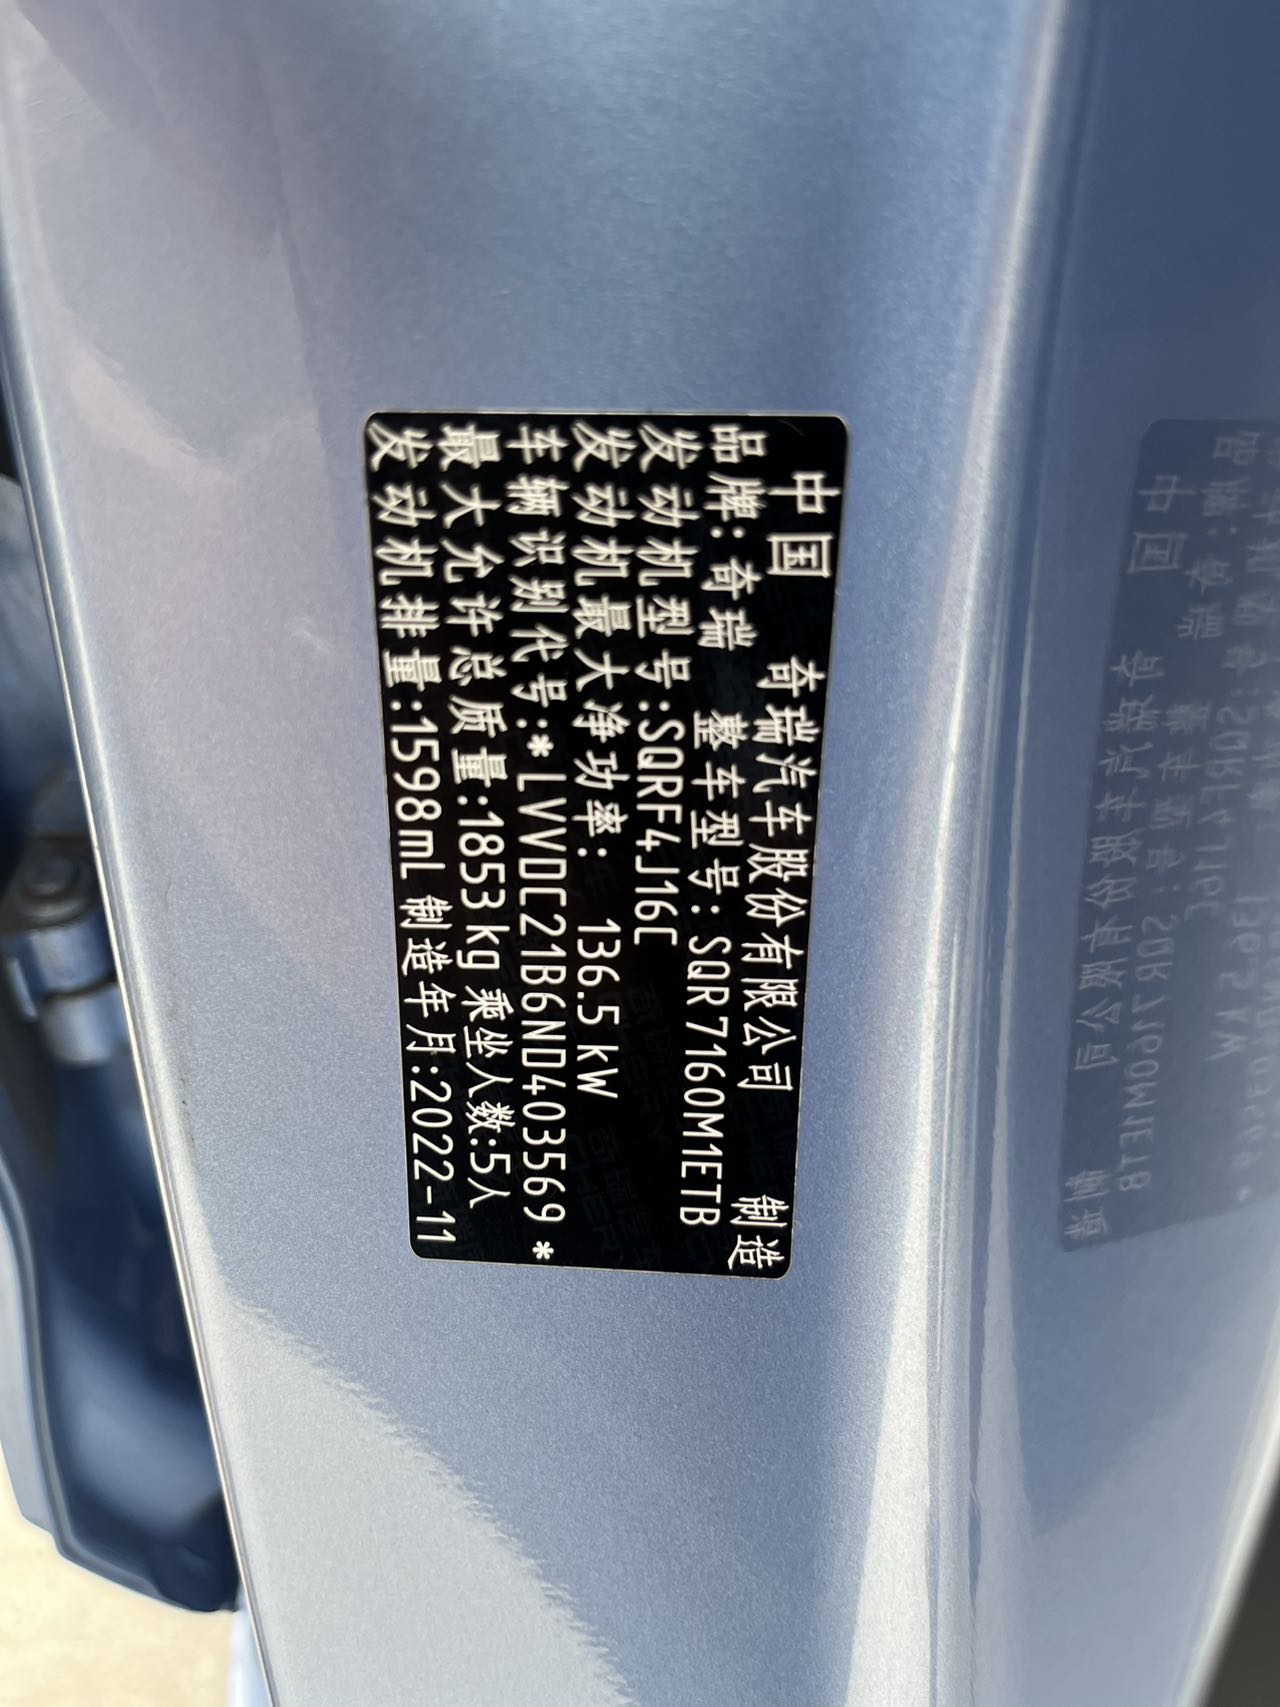 中国 奇瑞汽车股份有限公司 制造
品牌:奇瑞 整车型号:SQR7160M1ETB
发动机型号:SQRF4J16C
发动机最大净功率: 136.5 kW
车辆识别代号:*LVVDC21B6ND403569*
最大允许总质量:1853kg 乘坐人数:5人
发动机排量:1598ml 制造年月:2022-11